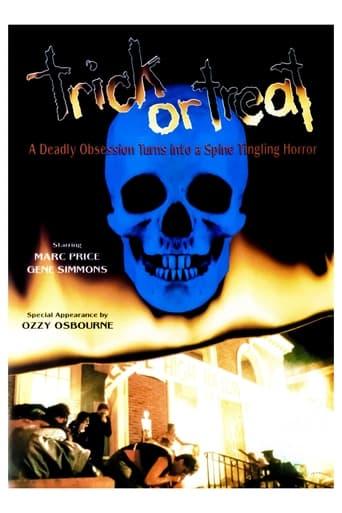 trick
or treat
A Deadly Obsession Turns Into a Spine Tingling Horror
Starring
MARC PRICE
GENE SIMMONS
Special Appearance by
OZZY OSBOURNE